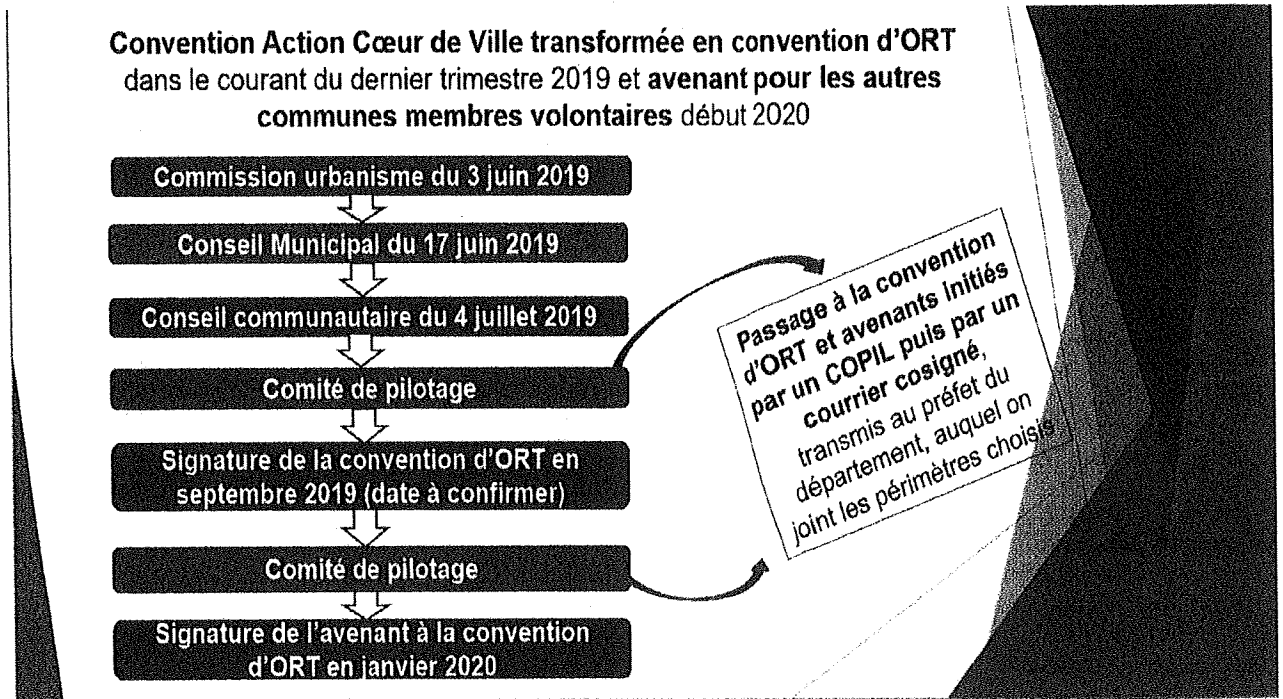 Convention Action Cœur de Ville transformée en convention d'ORT
dans le courant du dernier trimestre 2019 et avenant pour les autres
communes membres volontaires début 2020
Commission urbanisme du 3 juin 2019
Conseil Municipal du 17 juin 2019
Conseil communautaire du 4 juillet 2019
Comité de pilotage
Signature de la convention d'ORT en
septembre 2019 (date à confirmer)
Comité de pilotage
Signature de l'avenant à la convention
d'ORT en janvier 2020
Passage à la convention
d'ORT et avenants initiés
par un COPIL puis par un
courrier cosigné,
transmis au préfet du
département, auquel on
joint les périmètres choisis